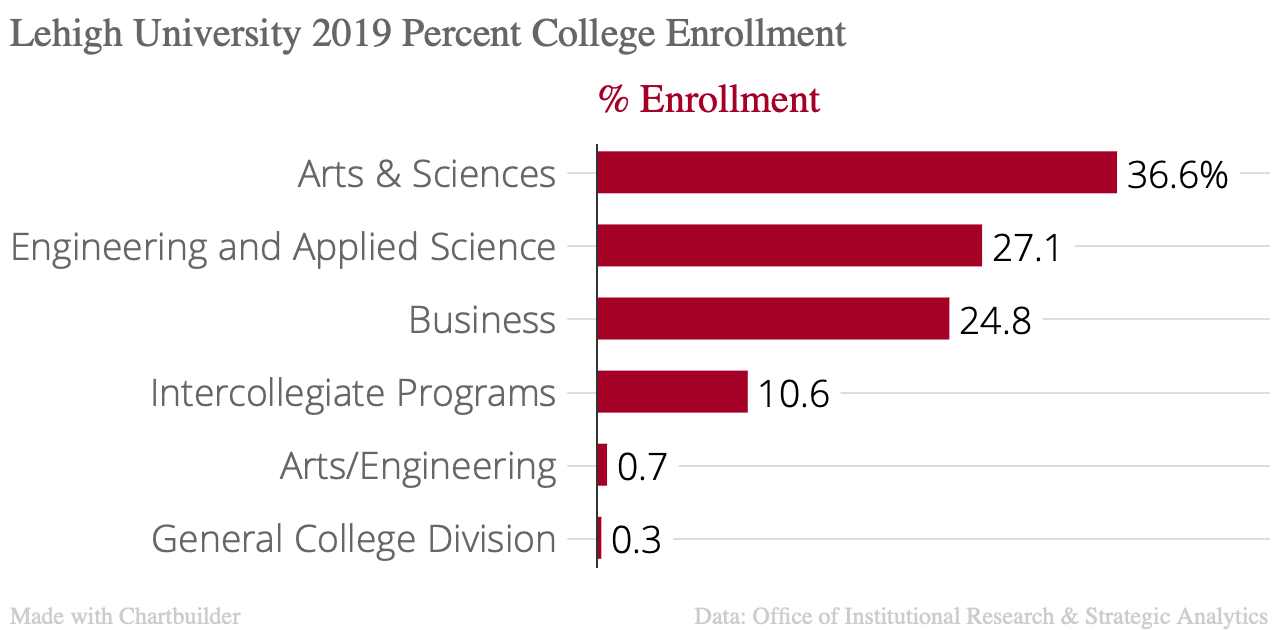 Lehigh University 2019 Percent College Enrollment
% Enrollment
Arts & Sciences 36.6%
Engineering and Applied Science 27.1
Business 24.8
Intercollegiate Programs 10.6
Arts/Engineering 0.7
General College Division 0.3
Made with Chartbuilder Data: Office of Institutional Research & Strategic Analytics